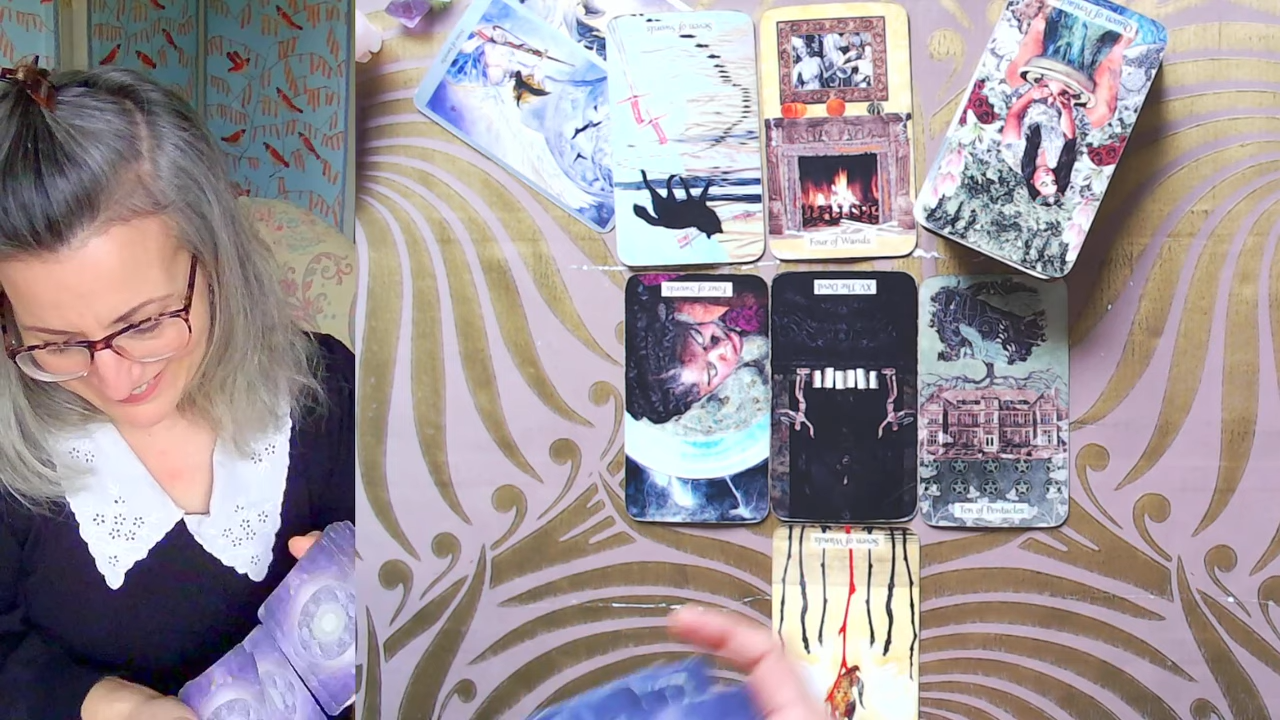 Seven of Swords
Four of Wands
Queen of Pentacles
Four of Swords
XV. The Devil
Ten of Pentacles
Seven of Wands